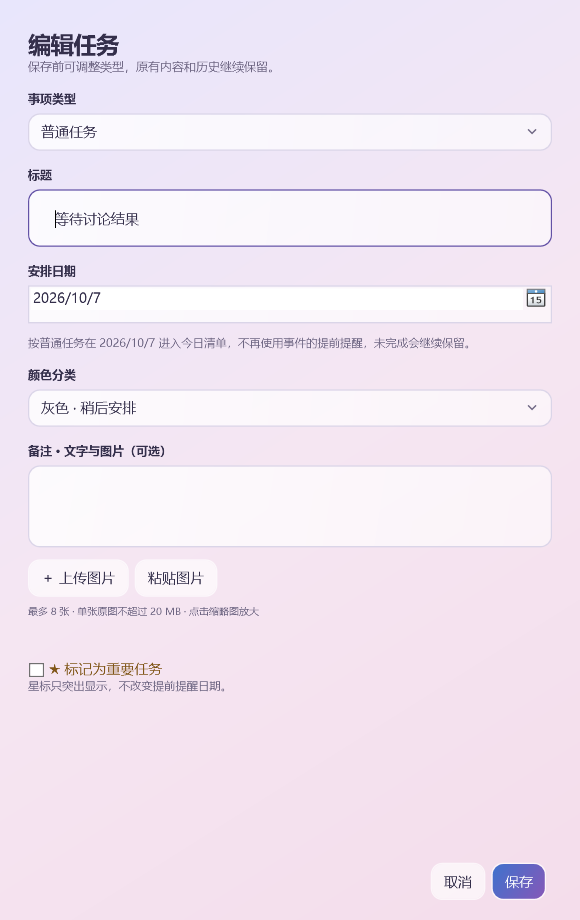 编辑任务
保存前可调整类型，原有内容和历史继续保留。
事项类型
普通任务
标题
等待讨论结果
安排日期
2026/10/7
15
按普通任务在 2026/10/7 进入今日清单，不再使用事件的提前提醒，未完成会继续保留。
颜色分类
灰色 · 稍后安排
备注 · 文字与图片（可选）
+ 上传图片
粘贴图片
最多 8 张 · 单张原图不超过 20 MB · 点击缩略图放大
★ 标记为重要任务
星标只突出显示，不改变提前提醒日期。
取消
保存